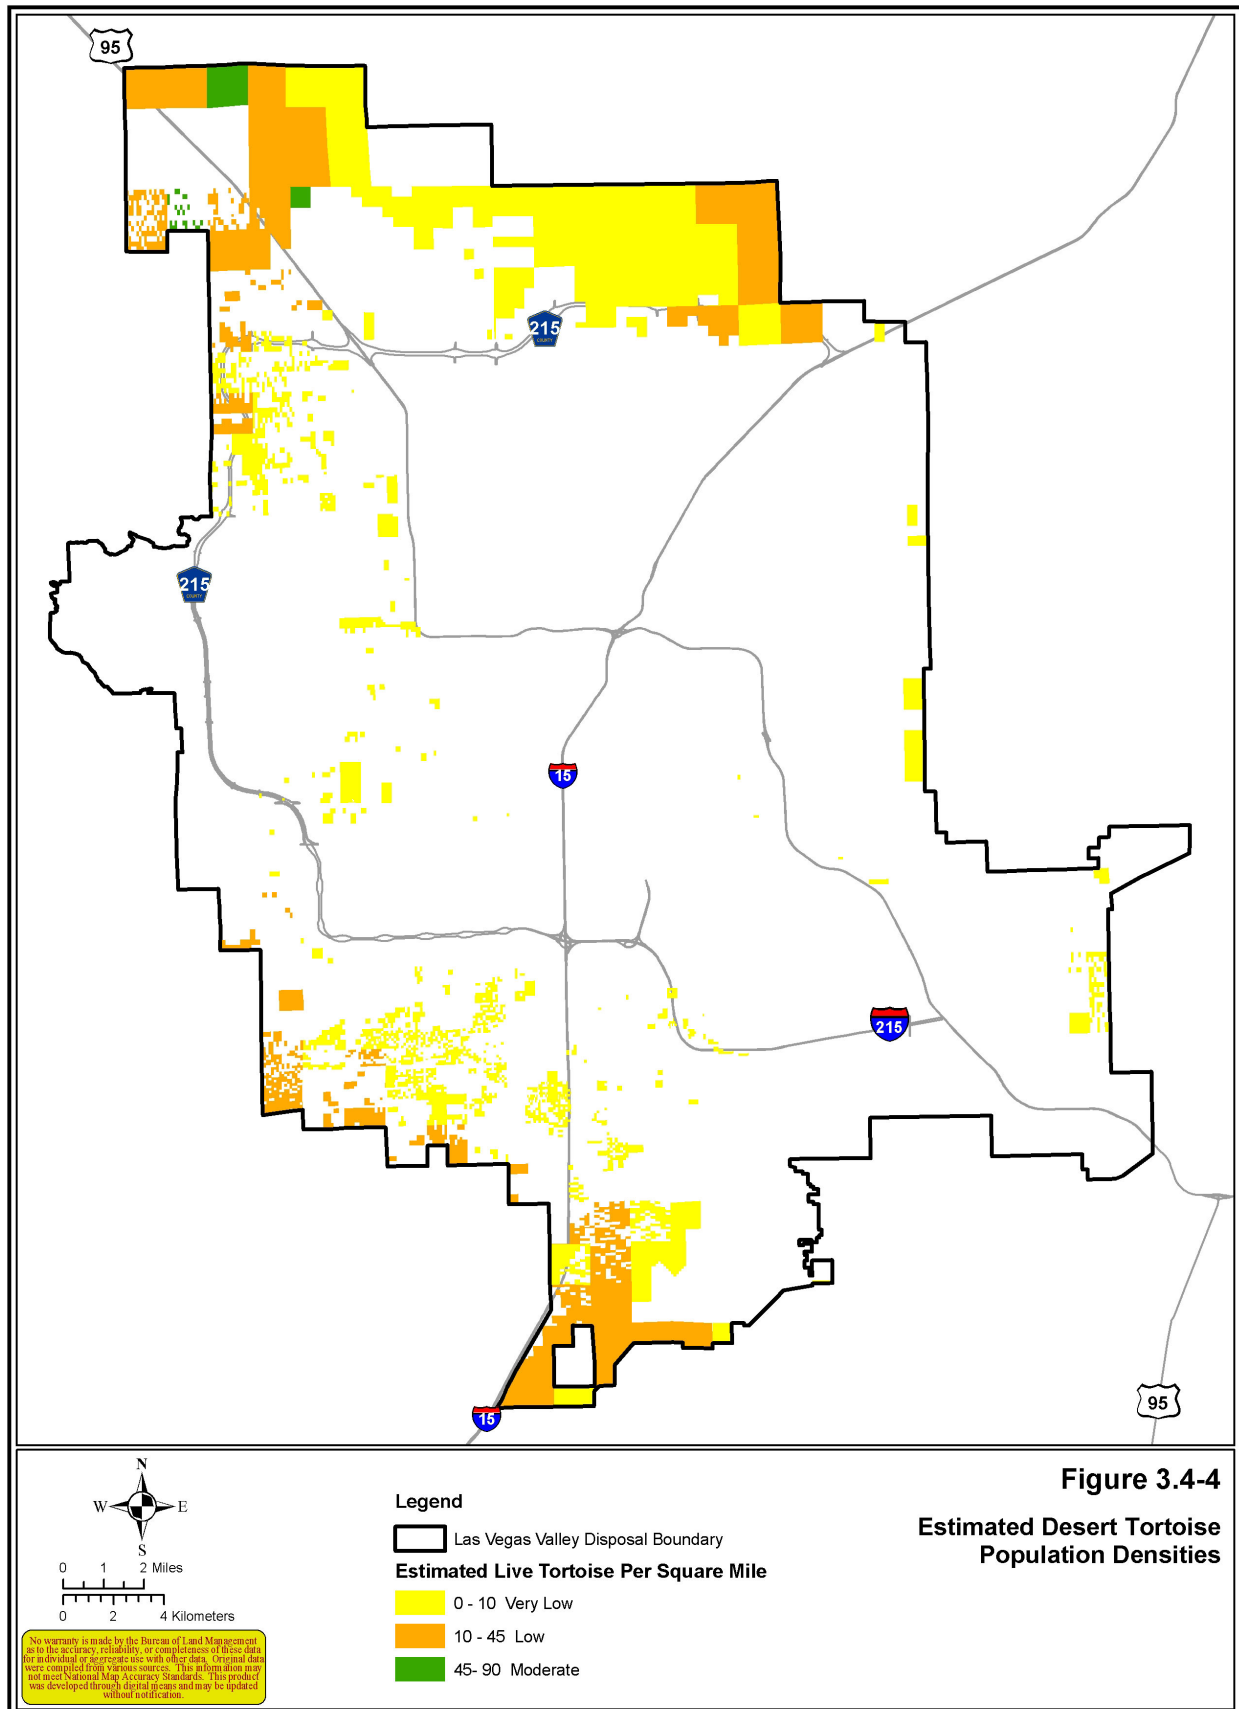 95
215
COUNTY
215
COUNTY
15
215
15
95
N
W E
S
0 1 2 Miles
0 2 4 Kilometers
No warranty is made by the Bureau of Land Management
as to the accuracy, reliability, or completeness of these data
for individual or aggregate use with other data. Original data
were compiled from various sources. This information may
not meet National Map Accuracy Standards. This product
was developed through digital means and may be updated
without notification.
Legend
Las Vegas Valley Disposal Boundary
Estimated Live Tortoise Per Square Mile
0 - 10 Very Low
10 - 45 Low
45- 90 Moderate
Figure 3.4-4
Estimated Desert Tortoise
Population Densities